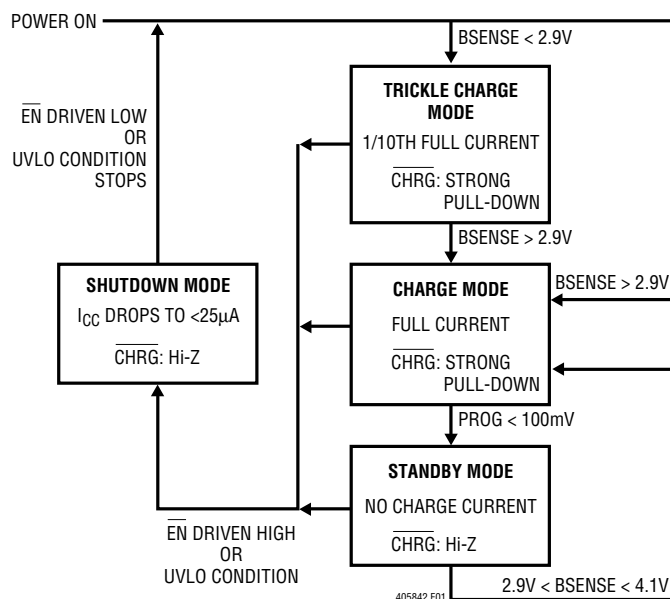 POWER ON
BSENSE < 2.9V
TRICKLE CHARGE
MODE
1/10TH FULL CURRENT
CHRG: STRONG
PULL-DOWN
EN DRIVEN LOW
OR
UVLO CONDITION
STOPS
BSENSE > 2.9V
SHUTDOWN MODE
ICC DROPS TO <25µA
CHRG: Hi-Z
CHARGE MODE
FULL CURRENT
CHRG: STRONG
PULL-DOWN
BSENSE > 2.9V
PROG < 100mV
STANDBY MODE
NO CHARGE CURRENT
CHRG: Hi-Z
EN DRIVEN HIGH
OR
UVLO CONDITION
405842 F01
2.9V < BSENSE < 4.1V